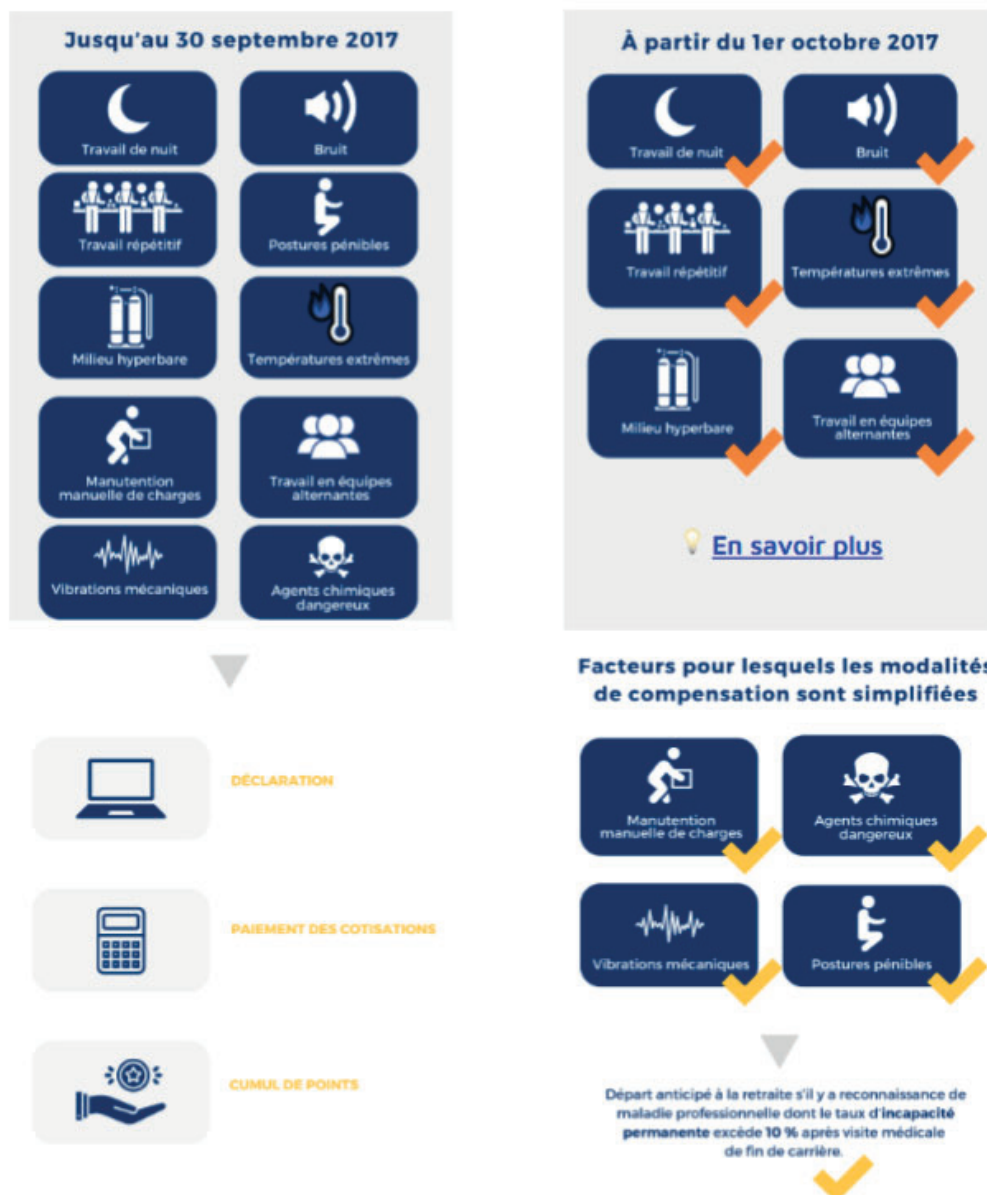 Jusqu'au 30 septembre 2017
Travail de nuit
Bruit
Travail répétitif
Postures pénibles
Milieu hyperbare
Températures extrêmes
Manutention
manuelle de charges
Travail en équipes
alternantes
Vibrations mécaniques
Agents chimiques
dangereux
DÉCLARATION
PAIEMENT DES COTISATIONS
CUMUL DE POINTS
À partir du 1er octobre 2017
Travail de nuit
Bruit
Travail répétitif
Températures extrêmes
Milieu hyperbare
Travail en équipes
alternantes
En savoir plus
Facteurs pour lesquels les modalités
de compensation sont simplifiées
Manutention
manuelle de charges
Agents chimiques
dangereux
Vibrations mécaniques
Postures pénibles
Départ anticipé à la retraite s'il y a reconnaissance de
maladie professionnelle dont le taux d'incapacité
permanente excède 10 % après visite médicale
de fin de carrière.